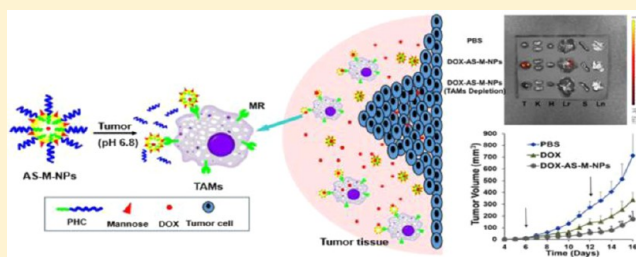 AS-M-NPs
Tumor
(pH 6.8)
TAMs
MR
PHC
Mannose
DOX
Tumor cell
Tumor tissue
PBS
DOX-AS-M-NPs
DOX-AS-M-NPs
(TAMs Depletion)
T K H Lr S Ln
Tumor Volume (mm³)
900
800
700
600
500
400
300
200
100
0
PBS
DOX
DOX-AS-M-NPs
4 6 8 10 12 14 16
Time (Days)